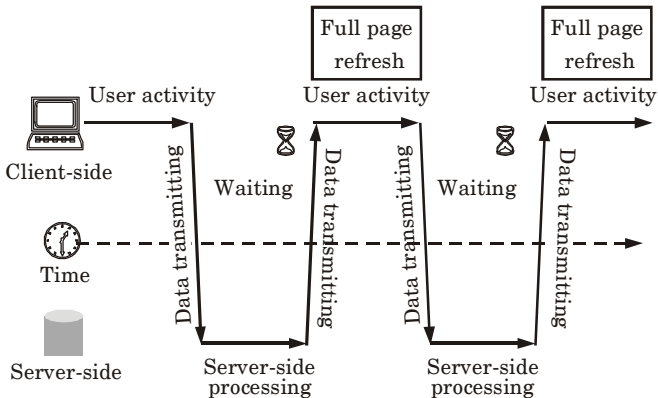 Full page
refresh
Full page
refresh
User activity
User activity
User activity
Client-side
Waiting
Waiting
Data transmitting
Data transmitting
Data transmitting
Data transmitting
Time
Server-side
Server-side
processing
Server-side
processing